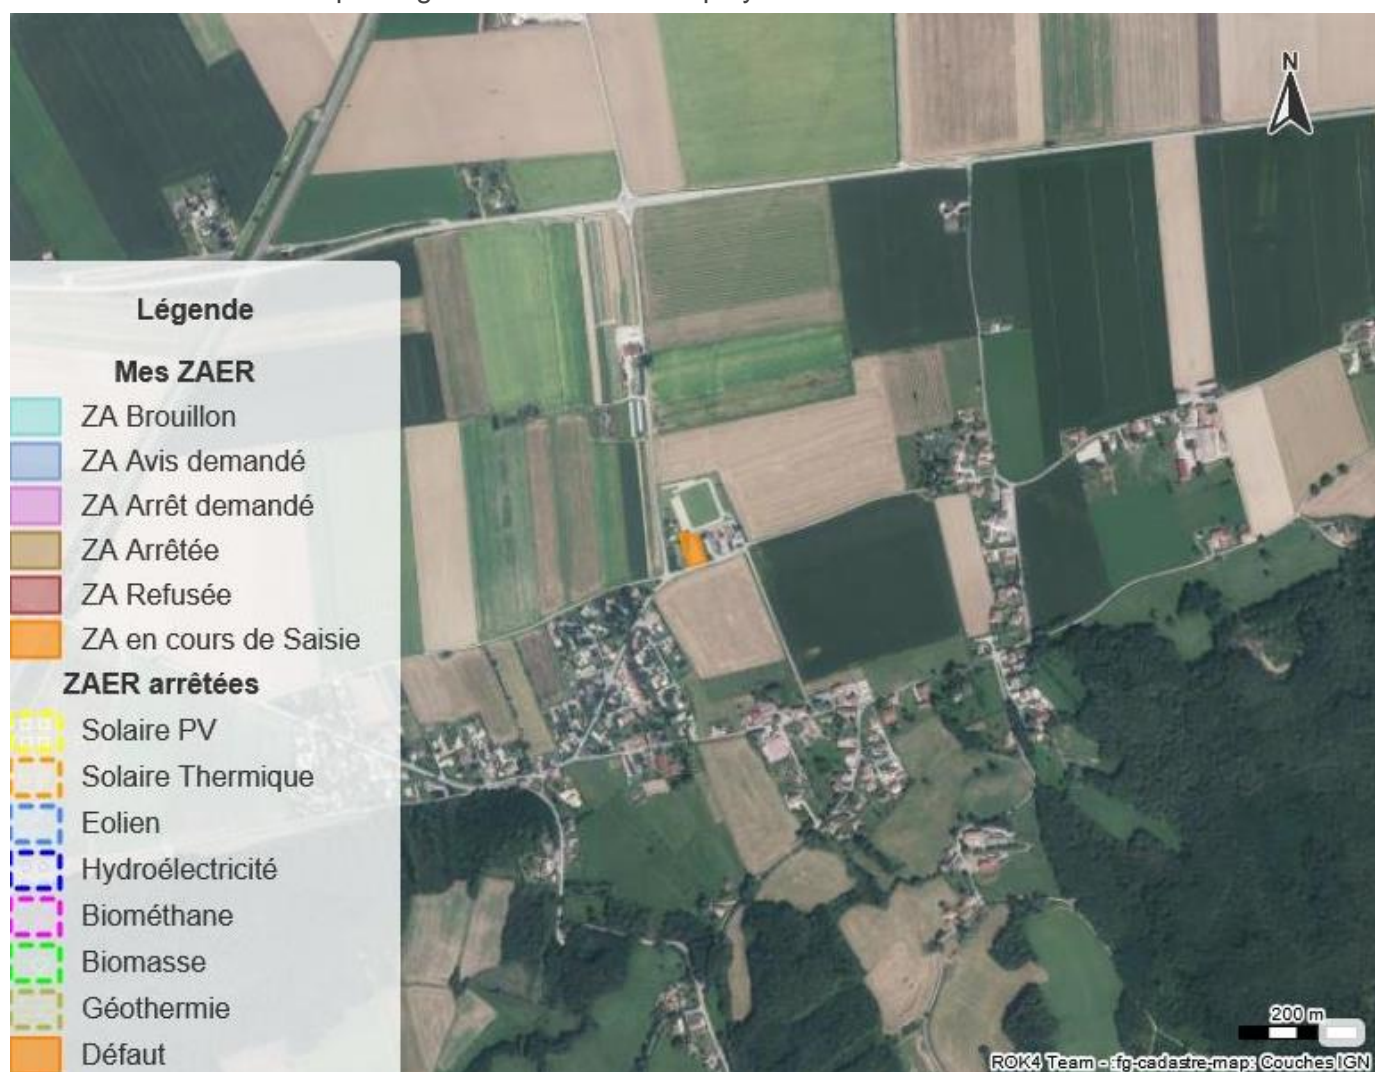 N
Légende
Mes ZAER
ZA Brouillon
ZA Avis demandé
ZA Arrêt demandé
ZA Arrêtée
ZA Refusée
ZA en cours de Saisie
ZAER arrêtées
Solaire PV
Solaire Thermique
Eolien
Hydroélectricité
Biométhane
Biomasse
Géothermie
Défaut
200 m
ROK4 Team - :fg-cadastre-map: Couches IGN